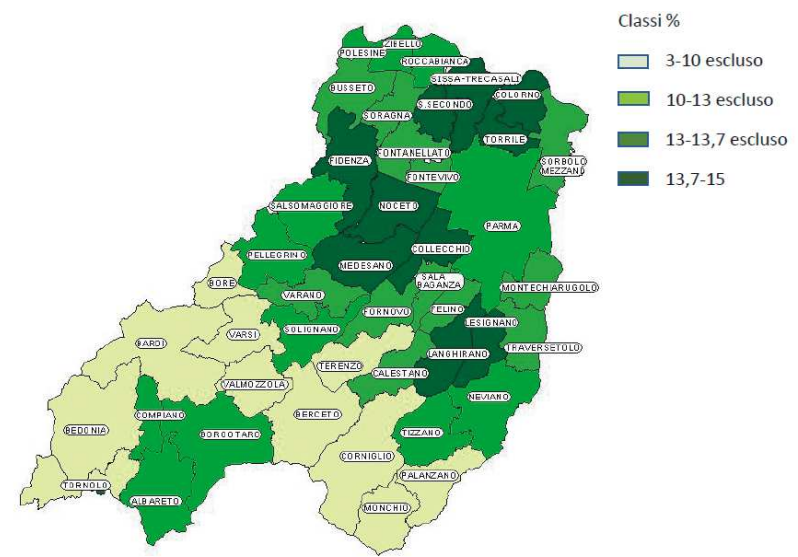 Classi %
3-10 escluso
10-13 escluso
13-13,7 escluso
13,7-15
ZIBELLO
POLESINE
ROCCABIANCA
SISSA-TRECASALI
BUSSETO
COLORNO
S.SECONDO
SORAGNA
TORRILE
FONTANELLATO
FIDENZA
SORBOLO
MEZZANI
FONTEVIVO
SALSOMAGGIORE
NOCETO
PARMA
COLLECCHIO
PELLEGRINO
MEDESANO
SALA
BAGANZA
BORE
MONTECHIARUGOLO
VARANO
FORNOVO
FELINO
LESIGNANO
SOLIGNANO
VARSI
BARDI
TRAVERSETOLO
LANGHIRANO
TERENZO
CALESTANO
VALMOZZOLA
NEVIANO
COMPIANO
BERCETO
BEDONIA
BORGOTARO
TIZZANO
CORNIGLIO
PALANZANO
TORNOLO
ALBARETO
MONCHIO